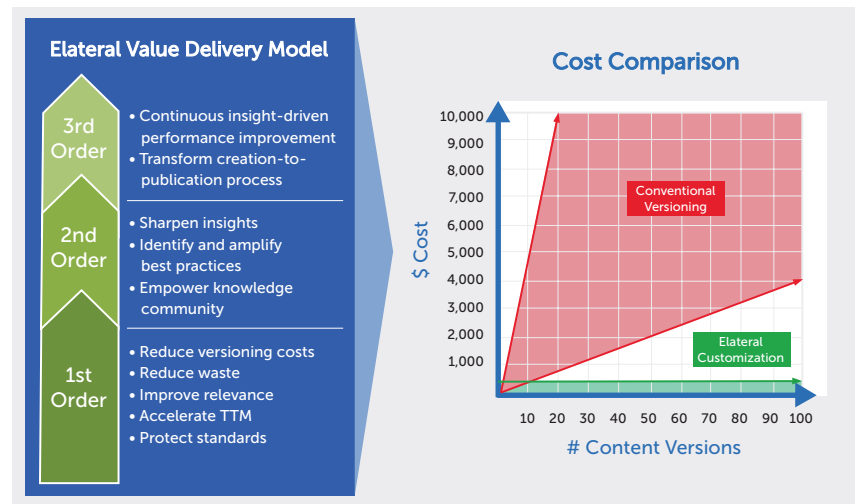 Elateral Value Delivery Model
3rd
Order
• Continuous insight-driven
performance improvement
• Transform creation-to-
publication process
2nd
Order
• Sharpen insights
• Identify and amplify
best practices
• Empower knowledge
community
1st
Order
• Reduce versioning costs
• Reduce waste
• Improve relevance
• Accelerate TTM
• Protect standards
Cost Comparison
$ Cost
10,000
9,000
8,000
7,000
6,000
5,000
4,000
3,000
2,000
1,000
Conventional
Versioning
Elateral
Customization
10 20 30 40 50 60 70 80 90 100
# Content Versions